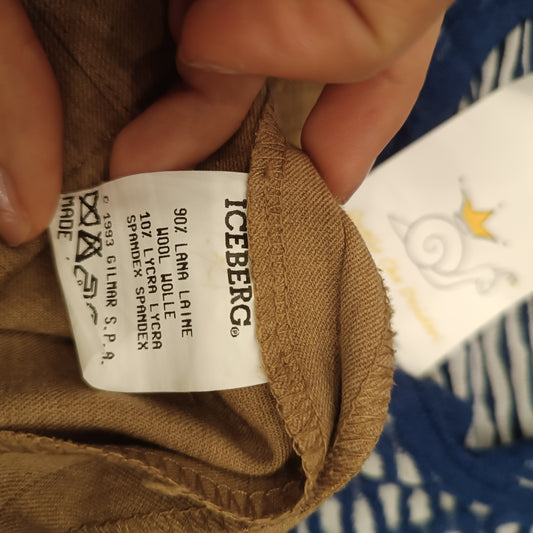 ICEBERG®
90% LANA LAINE
WOOL WOLLE
10% LYCRA LYCRA
SPANDEX SPANDEX
© 1993 GILMAR S.P.A.
MADE